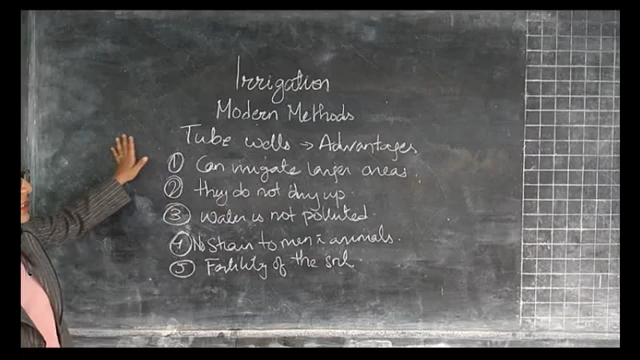 Irrigation
Modern Methods
Tube wells → Advantages
① Can irrigate larger areas.
② they do not dry up.
③ water is not polluted.
④ No strain to men & animals.
⑤ Fertility of the soil.